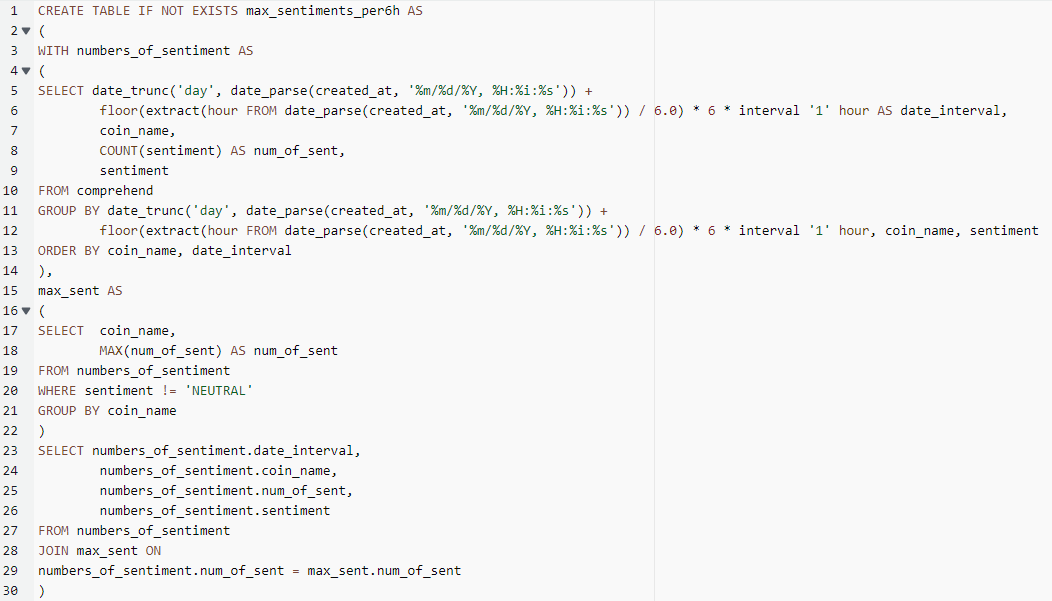 1 CREATE TABLE IF NOT EXISTS max_sentiments_per6h AS
2 (
3 WITH numbers_of_sentiment AS
4 (
5 SELECT date_trunc('day', date_parse(created_at, '%m/%d/%Y, %H:%i:%s')) +
6         floor(extract(hour FROM date_parse(created_at, '%m/%d/%Y, %H:%i:%s')) / 6.0) * 6 * interval '1' hour AS date_interval,
7         coin_name,
8         COUNT(sentiment) AS num_of_sent,
9         sentiment
10 FROM comprehend
11 GROUP BY date_trunc('day', date_parse(created_at, '%m/%d/%Y, %H:%i:%s')) +
12         floor(extract(hour FROM date_parse(created_at, '%m/%d/%Y, %H:%i:%s')) / 6.0) * 6 * interval '1' hour, coin_name, sentiment
13 ORDER BY coin_name, date_interval
14 ),
15 max_sent AS
16 (
17 SELECT  coin_name,
18         MAX(num_of_sent) AS num_of_sent
19 FROM numbers_of_sentiment
20 WHERE sentiment != 'NEUTRAL'
21 GROUP BY coin_name
22 )
23 SELECT numbers_of_sentiment.date_interval,
24         numbers_of_sentiment.coin_name,
25         numbers_of_sentiment.num_of_sent,
26         numbers_of_sentiment.sentiment
27 FROM numbers_of_sentiment
28 JOIN max_sent ON
29 numbers_of_sentiment.num_of_sent = max_sent.num_of_sent
30 )